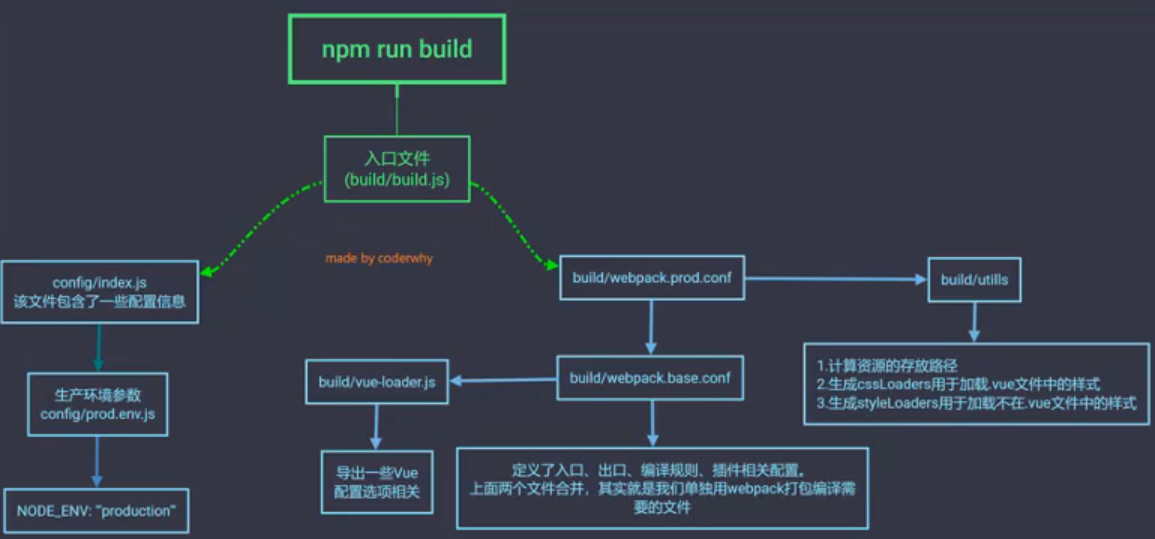 npm run build
入口文件
(build/build.js)
made by coderwhy
config/index.js
该文件包含了一些配置信息
build/webpack.prod.conf
build/utills
生产环境参数
config/prod.env.js
build/vue-loader.js
build/webpack.base.conf
1.计算资源的存放路径
2.生成cssLoaders用于加载.vue文件中的样式
3.生成styleLoaders用于加载不在.vue文件中的样式
NODE_ENV: "production"
导出一些Vue
配置选项相关
定义了入口、出口、编译规则、插件相关配置。
上面两个文件合并，其实就是我们单独用webpack打包编译需
要的文件